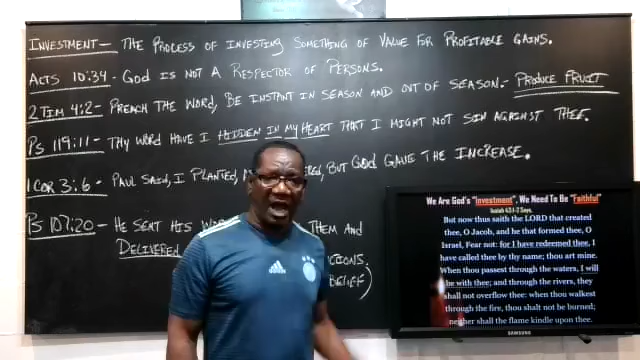 INVESTMENT — THE PROCESS OF INVESTING SOMETHING OF VALUE FOR PROFITABLE GAINS.
ACTS 10:34 - GOD IS NOT A RESPECTOR OF PERSONS.
2 TIM 4:2 - PREACH THE WORD, BE INSTANT IN SEASON AND OUT OF SEASON. - PRODUCE FRUIT
PS 119:11 - THY WORD HAVE I HIDDEN IN MY HEART THAT I MIGHT NOT SIN AGAINST THEE.
1 COR 3:6 - PAUL SAID, I PLANTED, BUT GOD GAVE THE INCREASE.
PS 107:20 - HE SENT HIS THEM AND
DELIVERED
adidas
We Are God's "Investment", We Need To Be "Faithful"
Isaiah 43:1-2 Says,
But now thus saith the LORD that created
thee, O Jacob, and he that formed thee, O
Israel, Fear not: for I have redeemed thee, I
have called thee by thy name; thou art mine.
When thou passest through the waters, I will
be with thee; and through the rivers, they
shall not overflow thee: when thou walkest
through the fire, thou shalt not be burned;
neither shall the flame kindle upon thee.
SAMSUNG